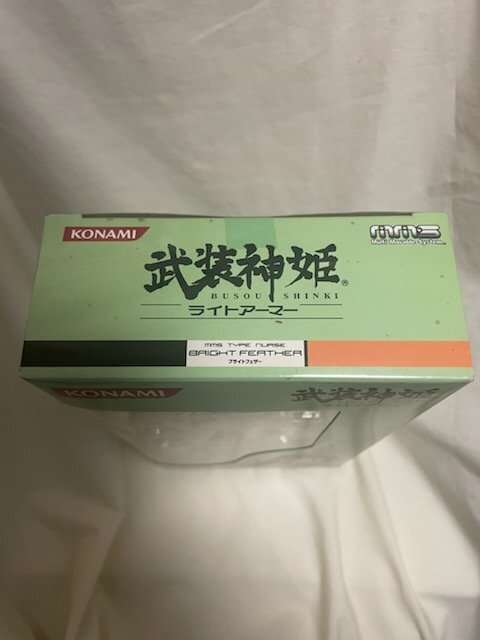 KONAMI
mms
Multi Movable System
武装神姫®
BUSOU SHINKI
ライトアーマー
MMS TYPE NURSE
BRIGHT FEATHER
ブライトフェザー
KONAMI
武装神姫